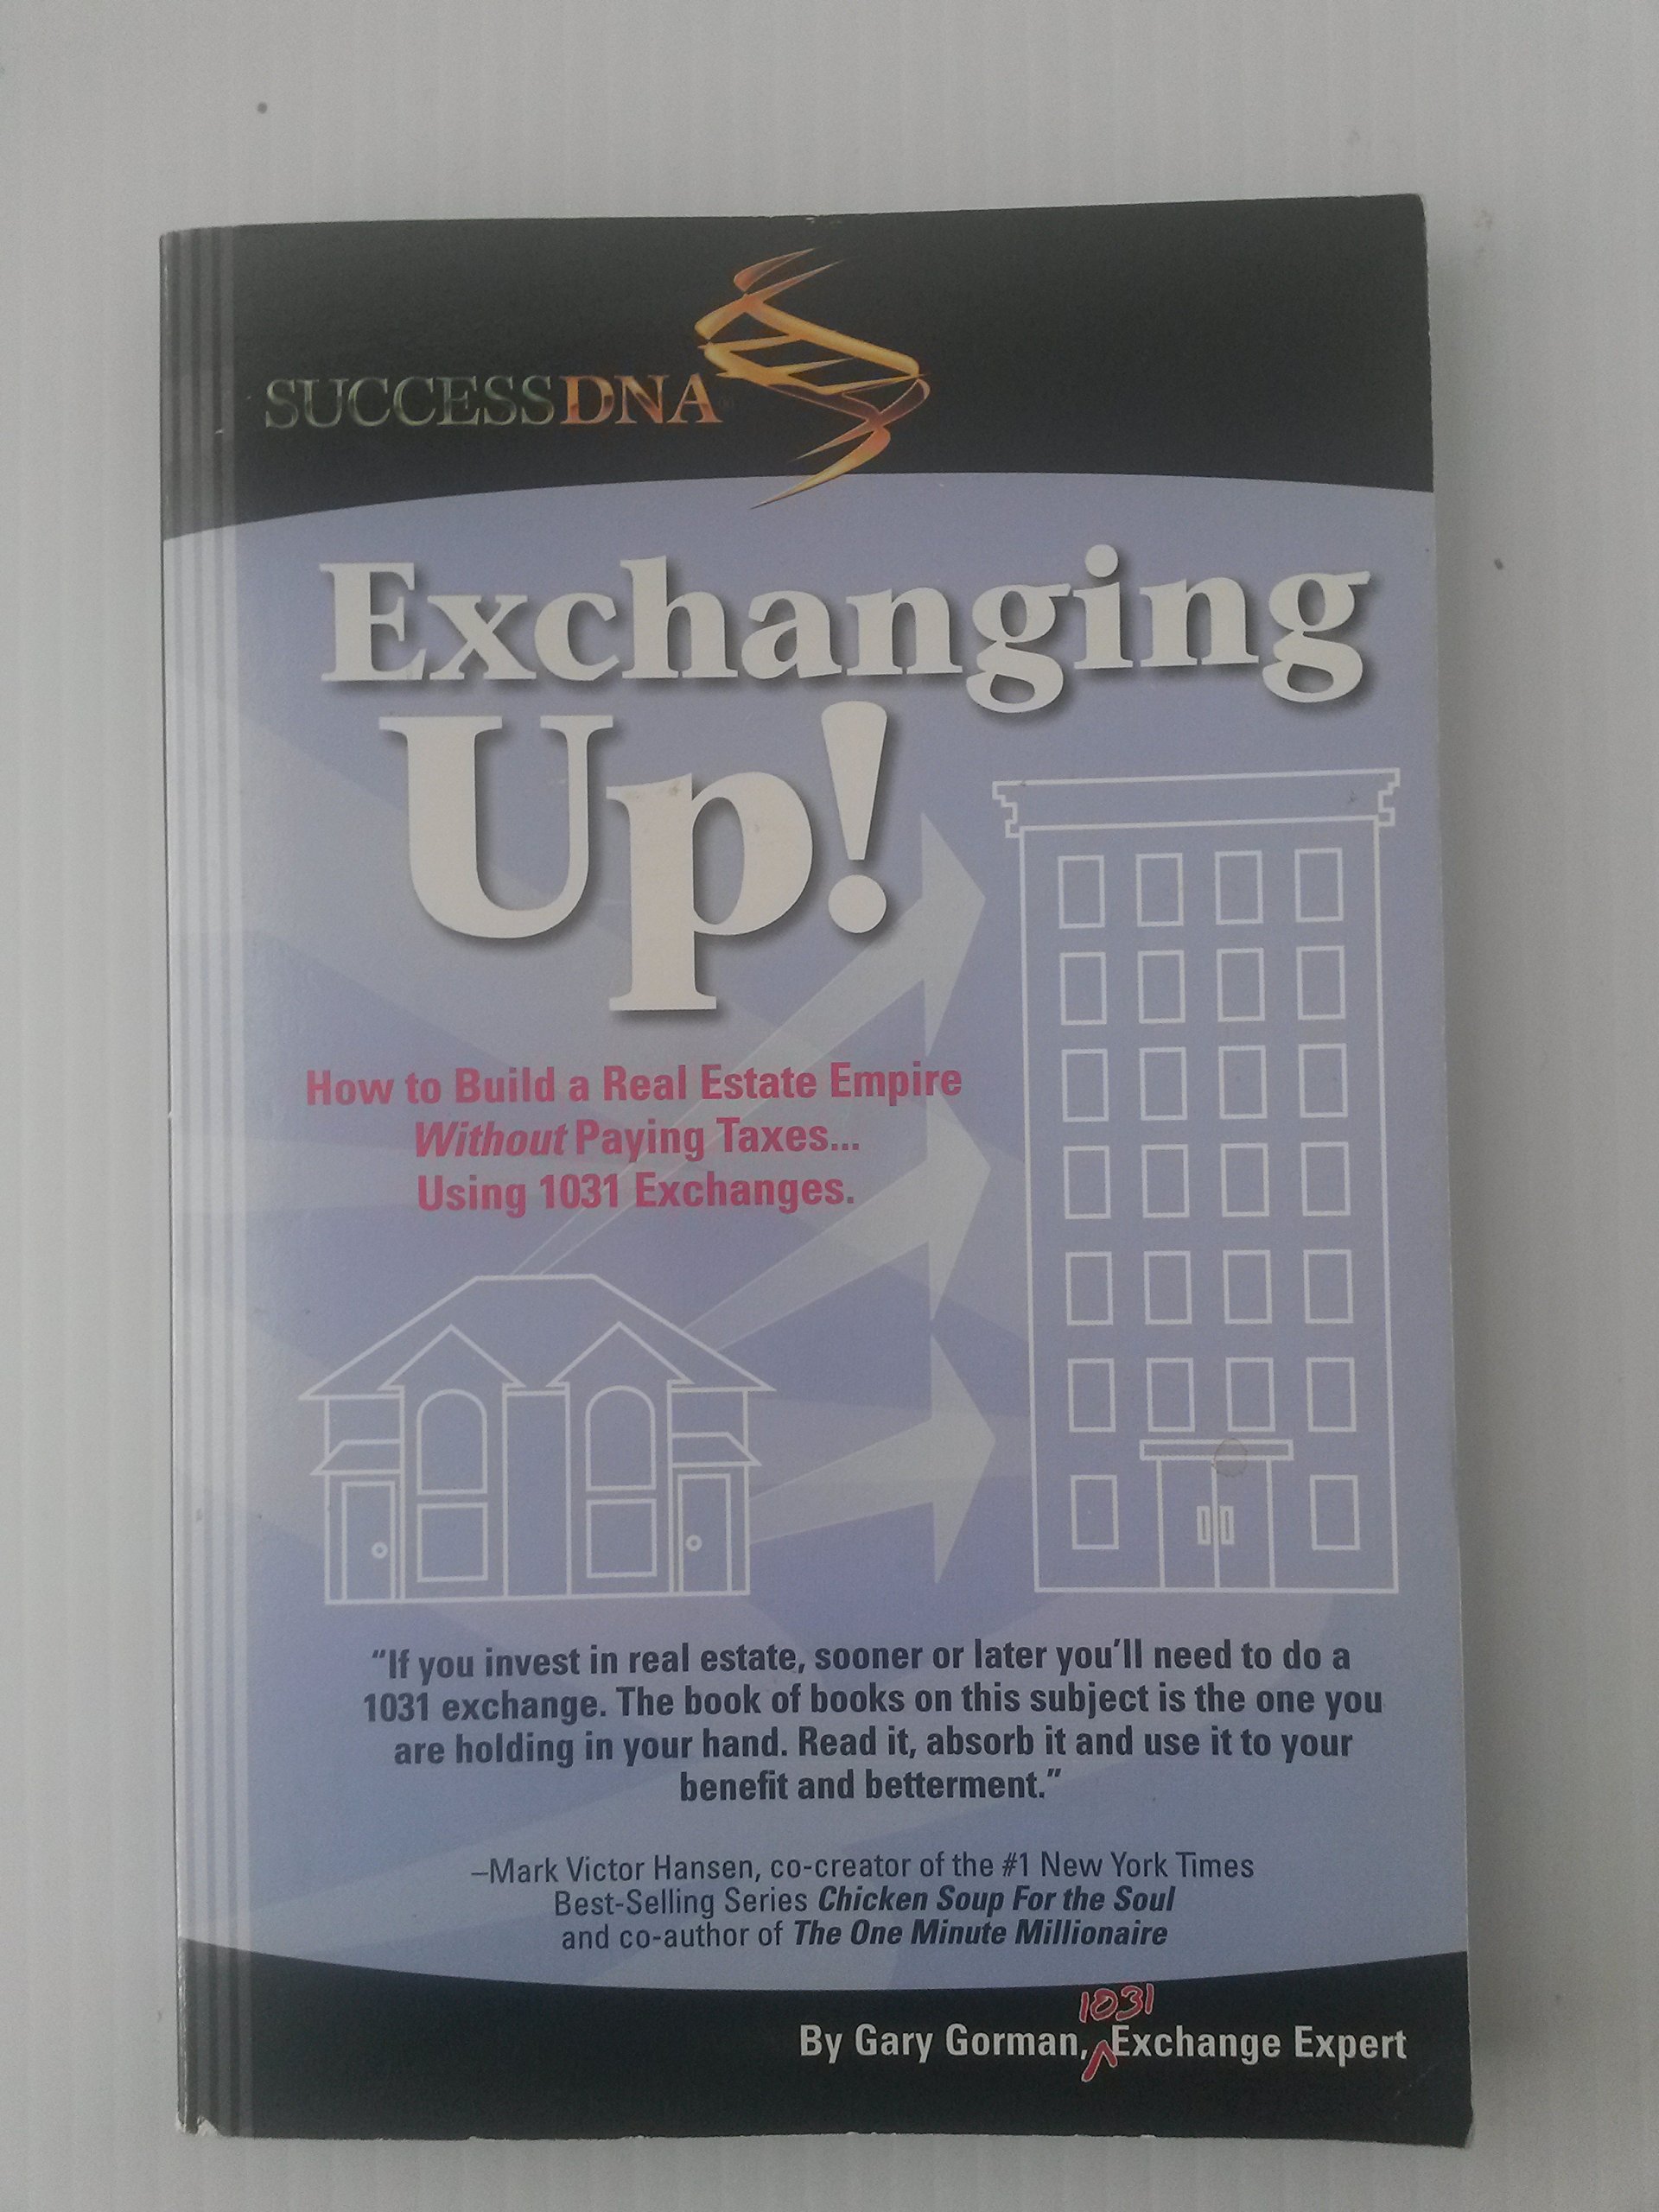 SUCCESSDNA
Exchanging
Up!
How to Build a Real Estate Empire
Without Paying Taxes...
Using 1031 Exchanges.
“If you invest in real estate, sooner or later you’ll need to do a
1031 exchange. The book of books on this subject is the one you
are holding in your hand. Read it, absorb it and use it to your
benefit and betterment.”
–Mark Victor Hansen, co-creator of the #1 New York Times
Best-Selling Series Chicken Soup For the Soul
and co-author of The One Minute Millionaire
1031
By Gary Gorman, Exchange Expert